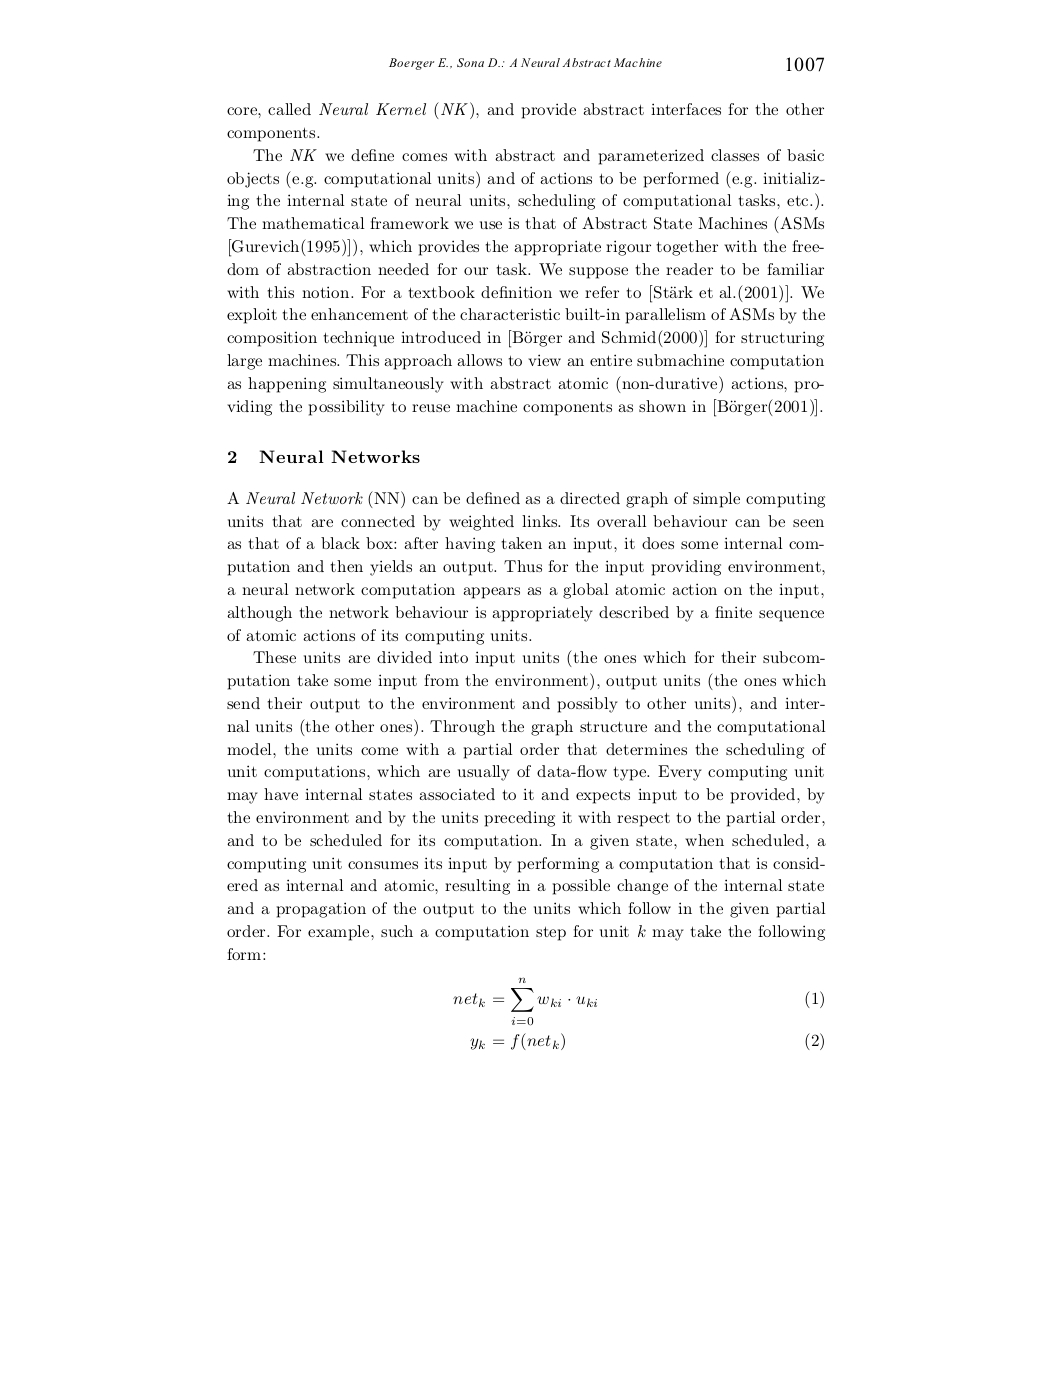 Boerger E., Sona D.: A Neural Abstract Machine 1007
core, called Neural Kernel (NK), and provide abstract interfaces for the other
components.
The NK we define comes with abstract and parameterized classes of basic
objects (e.g. computational units) and of actions to be performed (e.g. initializ-
ing the internal state of neural units, scheduling of computational tasks, etc.).
The mathematical framework we use is that of Abstract State Machines (ASMs
[Gurevich(1995)]), which provides the appropriate rigour together with the free-
dom of abstraction needed for our task. We suppose the reader to be familiar
with this notion. For a textbook definition we refer to [Stärk et al.(2001)]. We
exploit the enhancement of the characteristic built-in parallelism of ASMs by the
composition technique introduced in [Börger and Schmid(2000)] for structuring
large machines. This approach allows to view an entire submachine computation
as happening simultaneously with abstract atomic (non-durative) actions, pro-
viding the possibility to reuse machine components as shown in [Börger(2001)].
2 Neural Networks
A Neural Network (NN) can be defined as a directed graph of simple computing
units that are connected by weighted links. Its overall behaviour can be seen
as that of a black box: after having taken an input, it does some internal com-
putation and then yields an output. Thus for the input providing environment,
a neural network computation appears as a global atomic action on the input,
although the network behaviour is appropriately described by a finite sequence
of atomic actions of its computing units.
These units are divided into input units (the ones which for their subcom-
putation take some input from the environment), output units (the ones which
send their output to the environment and possibly to other units), and inter-
nal units (the other ones). Through the graph structure and the computational
model, the units come with a partial order that determines the scheduling of
unit computations, which are usually of data-flow type. Every computing unit
may have internal states associated to it and expects input to be provided, by
the environment and by the units preceding it with respect to the partial order,
and to be scheduled for its computation. In a given state, when scheduled, a
computing unit consumes its input by performing a computation that is consid-
ered as internal and atomic, resulting in a possible change of the internal state
and a propagation of the output to the units which follow in the given partial
order. For example, such a computation step for unit k may take the following
form:
net_k = ∑_{i=0}^{n} w_{ki} · u_{ki} (1)
y_k = f(net_k) (2)